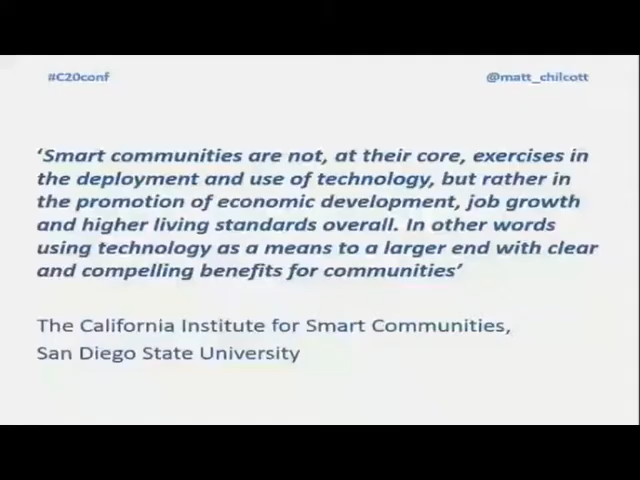 #C20conf
@matt_chilcott
‘Smart communities are not, at their core, exercises in
the deployment and use of technology, but rather in
the promotion of economic development, job growth
and higher living standards overall. In other words
using technology as a means to a larger end with clear
and compelling benefits for communities’
The California Institute for Smart Communities,
San Diego State University